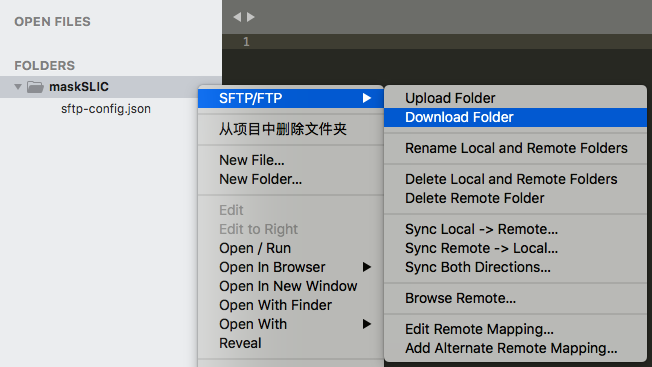 OPEN FILES
FOLDERS
maskSLIC
sftp-config.json
1
SFTP/FTP
从项目中删除文件夹
New File...
New Folder...
Edit
Edit to Right
Open / Run
Open In Browser
Open In New Window
Open With Finder
Open With
Reveal
Upload Folder
Download Folder
Rename Local and Remote Folders
Delete Local and Remote Folders
Delete Remote Folder
Sync Local -> Remote...
Sync Remote -> Local...
Sync Both Directions...
Browse Remote...
Edit Remote Mapping...
Add Alternate Remote Mapping...